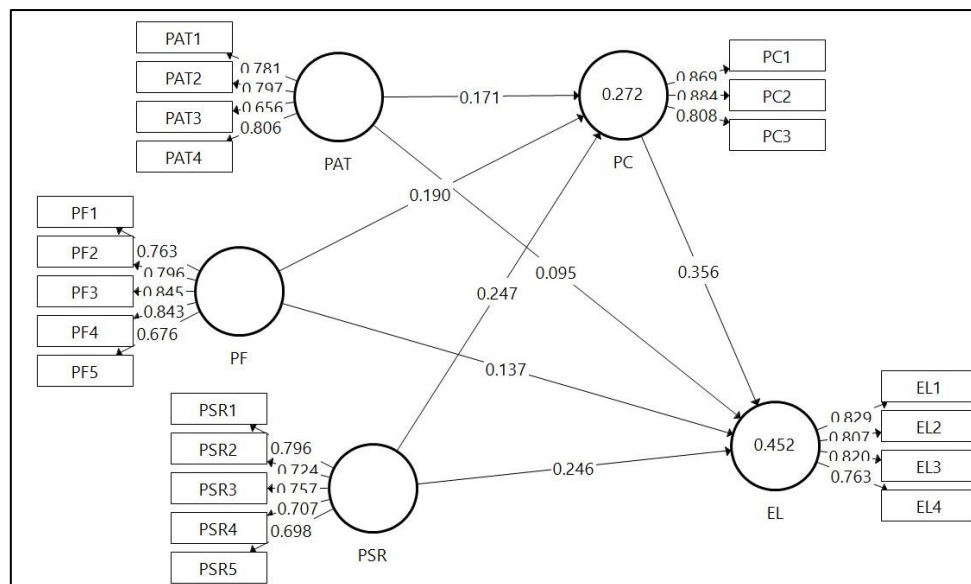 PAT1
PAT2
PAT3
PAT4
0.781
0.797
0.656
0.806
PAT
0.171
0.272
PC
0.869
0.884
0.808
PC1
PC2
PC3
PF1
PF2
PF3
PF4
PF5
0.763
0.796
0.845
0.843
0.676
PF
0.190
0.095
0.247
0.356
0.137
PSR1
PSR2
PSR3
PSR4
PSR5
0.796
0.724
0.757
0.707
0.698
PSR
0.246
0.452
EL
0.829
0.807
0.820
0.763
EL1
EL2
EL3
EL4